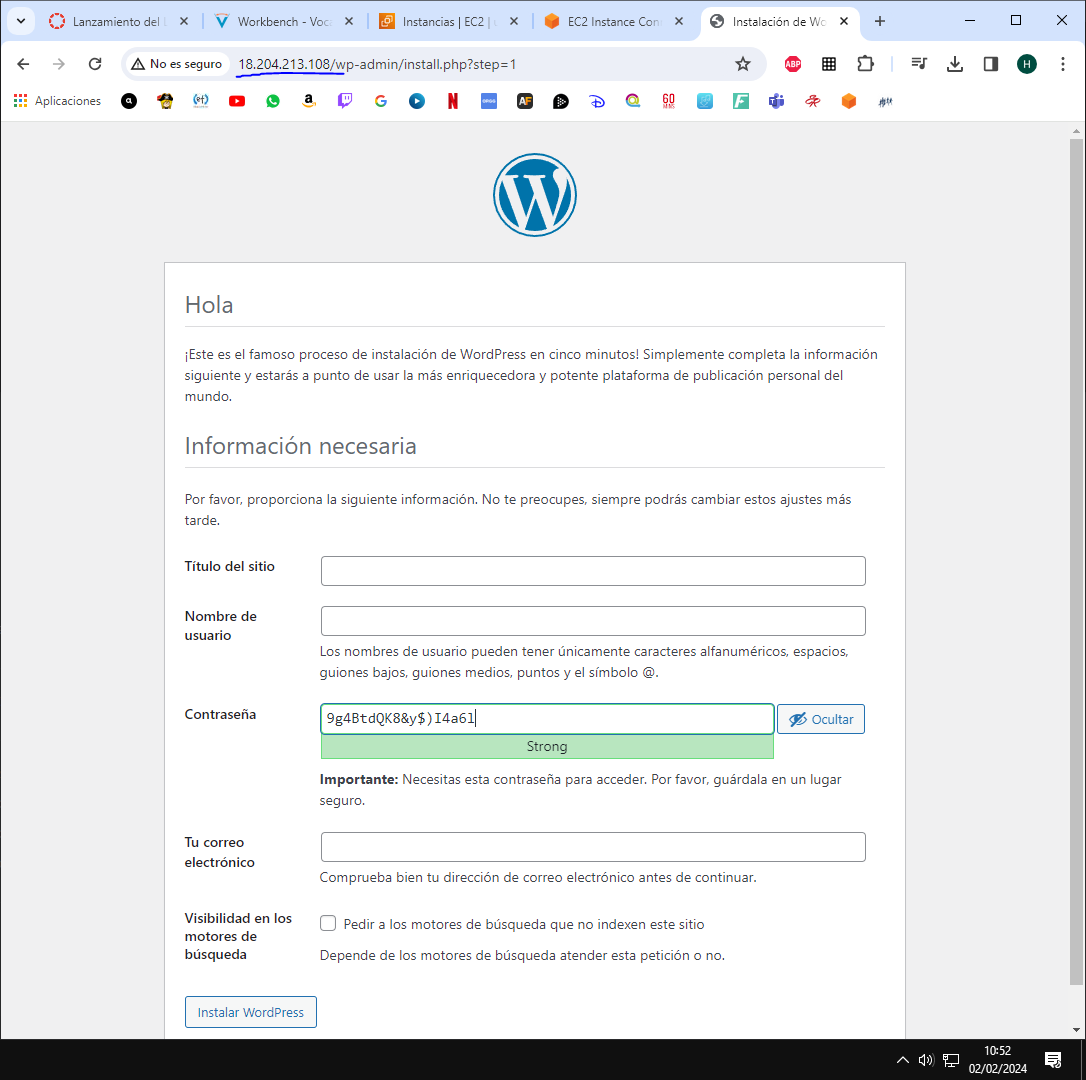 Lanzamiento del
Workbench - Voca
Instancias | EC2 | u
EC2 Instance Con
Instalación de Wo
No es seguro
18.204.213.108/wp-admin/install.php?step=1
ABP
H
Aplicaciones
Hola
¡Este es el famoso proceso de instalación de WordPress en cinco minutos! Simplemente completa la información
siguiente y estarás a punto de usar la más enriquecedora y potente plataforma de publicación personal del
mundo.
Información necesaria
Por favor, proporciona la siguiente información. No te preocupes, siempre podrás cambiar estos ajustes más
tarde.
Título del sitio
Nombre de
usuario
Los nombres de usuario pueden tener únicamente caracteres alfanuméricos, espacios,
guiones bajos, guiones medios, puntos y el símbolo @.
Contraseña
9g4BtdQK8&y$)I4a6l
Ocultar
Strong
Importante: Necesitas esta contraseña para acceder. Por favor, guárdala en un lugar
seguro.
Tu correo
electrónico
Comprueba bien tu dirección de correo electrónico antes de continuar.
Visibilidad en los
motores de
búsqueda
Pedir a los motores de búsqueda que no indexen este sitio
Depende de los motores de búsqueda atender esta petición o no.
Instalar WordPress
10:52
02/02/2024